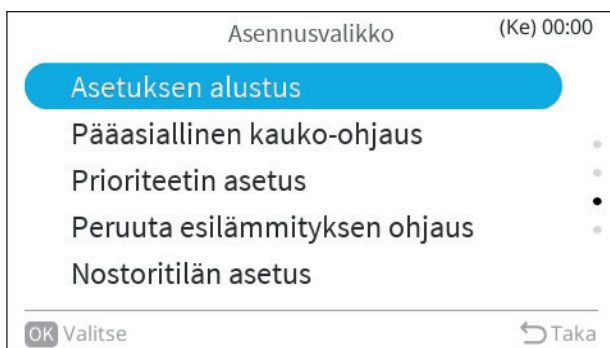 Asennusvalikko (Ke) 00:00
Asetuksen alustus
Pääasiallinen kauko-ohjaus
Prioriteetin asetus
Peruuta esilämmityksen ohjaus
Nostoritilän asetus
OK Valitse Taka